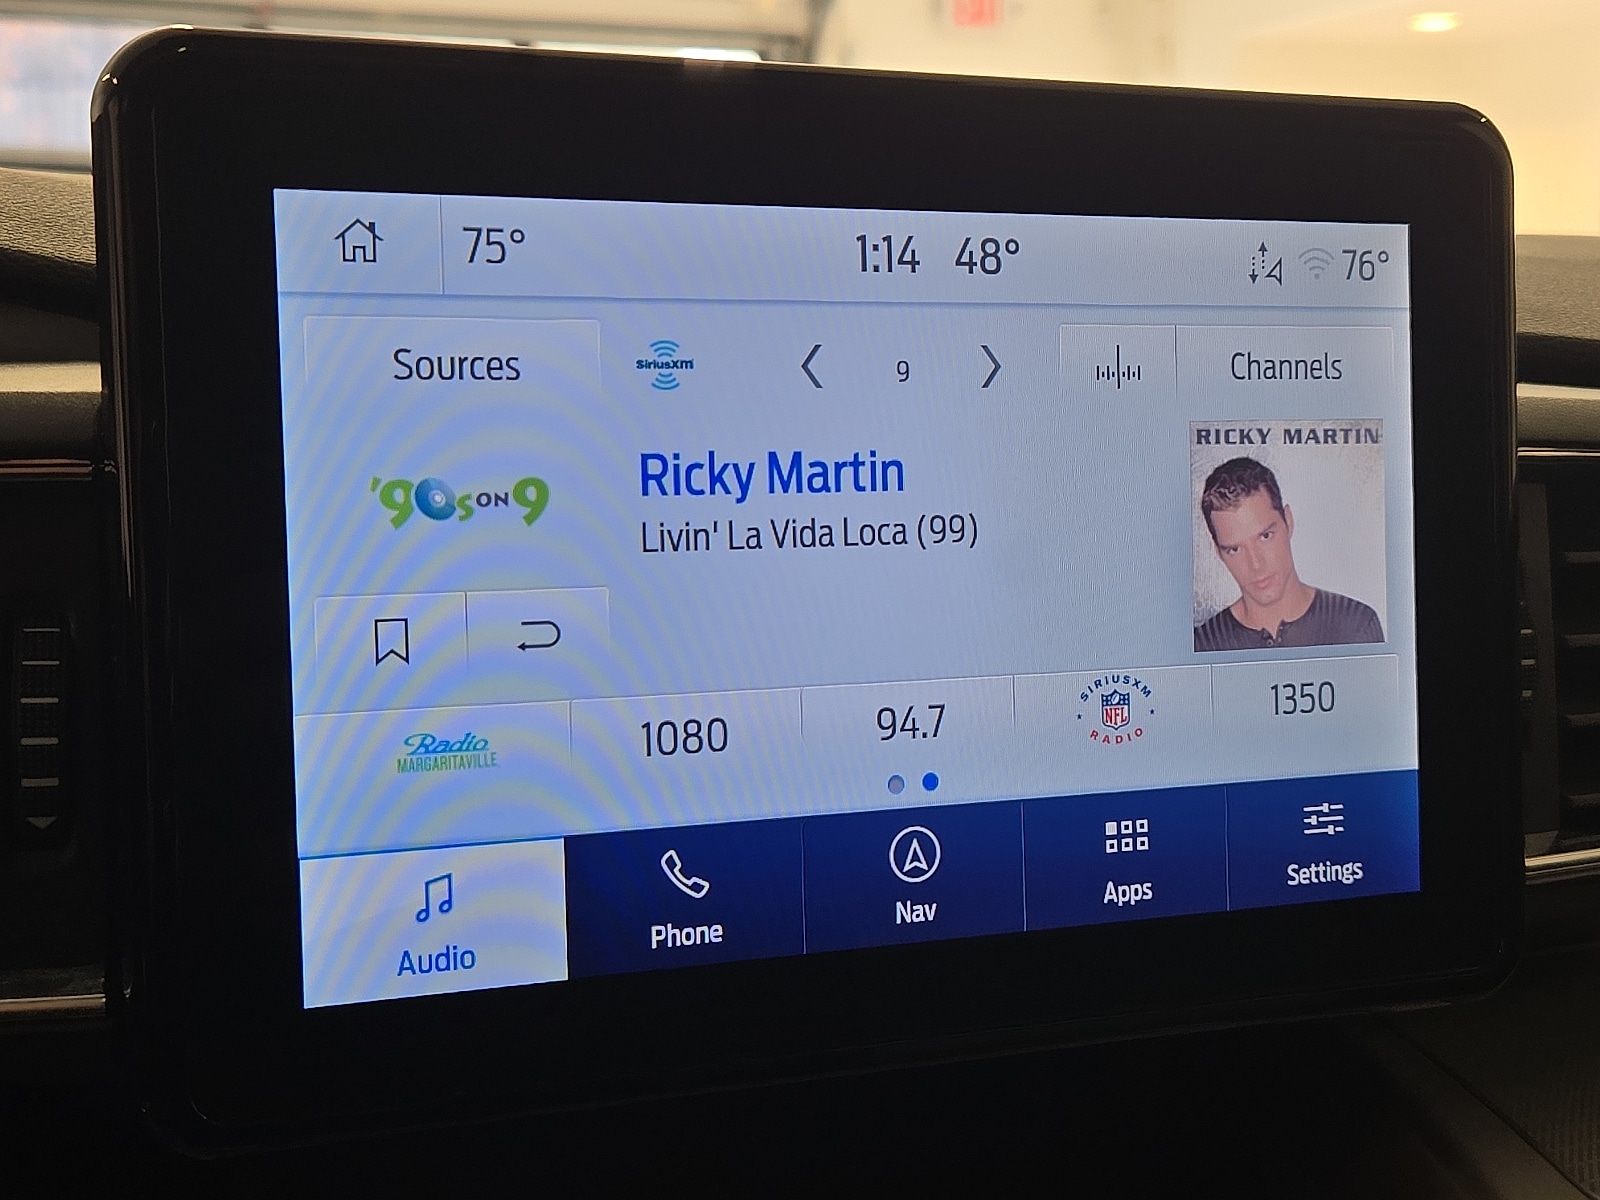 EXIT
75°
1:14 48°
76°
Sources
SiriusXM
9
Channels
'90s ON 9
Ricky Martin
Livin' La Vida Loca (99)
RICKY MARTIN
Radio
MARGARITAVILLE
1080
94.7
SIRIUSXM
NFL
RADIO
1350
Audio
Phone
Nav
Apps
Settings